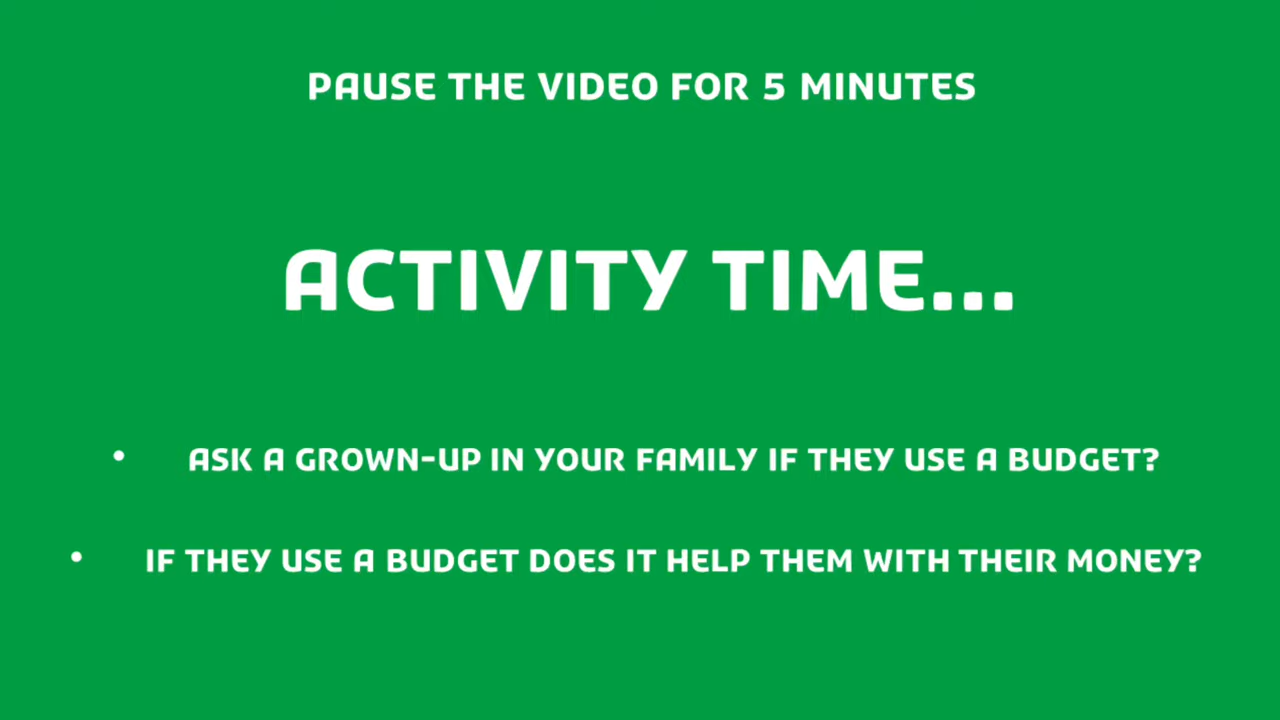 PAUSE THE VIDEO FOR 5 MINUTES
ACTIVITY TIME...
• ASK A GROWN-UP IN YOUR FAMILY IF THEY USE A BUDGET?
• IF THEY USE A BUDGET DOES IT HELP THEM WITH THEIR MONEY?